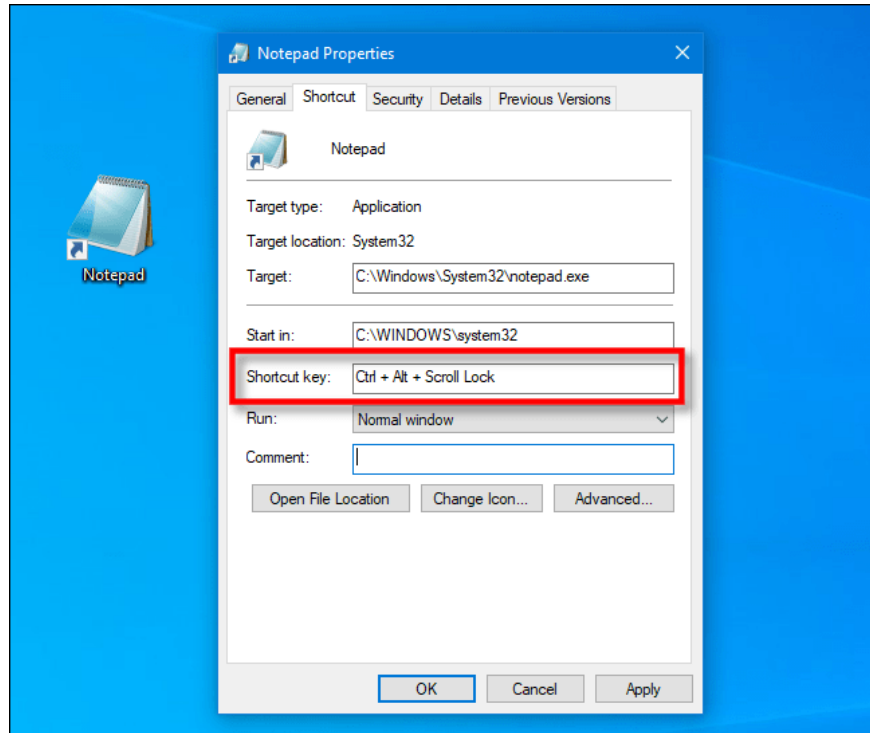 Notepad Properties
General Shortcut Security Details Previous Versions
Notepad
Notepad
Target type: Application
Target location: System32
Target: C:\Windows\System32\notepad.exe
Start in: C:\WINDOWS\system32
Shortcut key: Ctrl + Alt + Scroll Lock
Run: Normal window
Comment:
Open File Location Change Icon... Advanced...
OK Cancel Apply